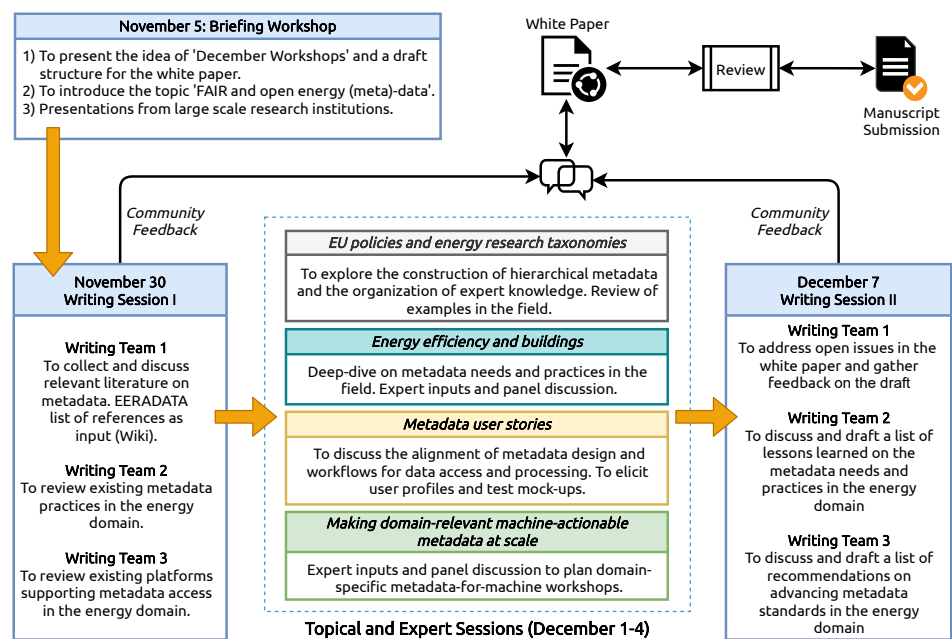 November 5: Briefing Workshop
1) To present the idea of 'December Workshops' and a draft
structure for the white paper.
2) To introduce the topic 'FAIR and open energy (meta)-data'.
3) Presentations from large scale research institutions.
White Paper
Review
Manuscript
Submission
Community
Feedback
Community
Feedback
November 30
Writing Session I
Writing Team 1
To collect and discuss
relevant literature on
metadata. EERADATA
list of references as
input (Wiki).
Writing Team 2
To review existing metadata
practices in the energy
domain.
Writing Team 3
To review existing platforms
supporting metadata access
in the energy domain.
EU policies and energy research taxonomies
To explore the construction of hierarchical metadata
and the organization of expert knowledge. Review of
examples in the field.
Energy efficiency and buildings
Deep-dive on metadata needs and practices in the
field. Expert inputs and panel discussion.
Metadata user stories
To discuss the alignment of metadata design and
workflows for data access and processing. To elicit
user profiles and test mock-ups.
Making domain-relevant machine-actionable
metadata at scale
Expert inputs and panel discussion to plan domain-
specific metadata-for-machine workshops.
Topical and Expert Sessions (December 1-4)
December 7
Writing Session II
Writing Team 1
To address open issues in the
white paper and gather
feedback on the draft
Writing Team 2
To discuss and draft a list of
lessons learned on the
metadata needs and
practices in the energy
domain
Writing Team 3
To discuss and draft a list of
recommendations on
advancing metadata
standards in the energy
domain